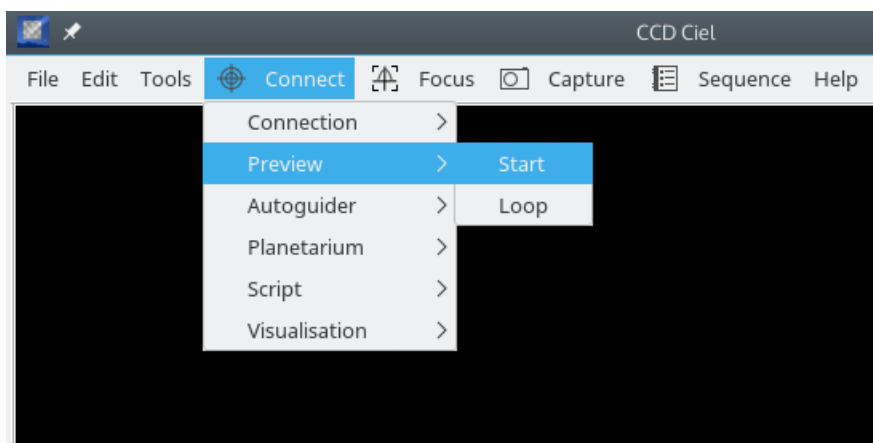 CCD Ciel
File Edit Tools Connect Focus Capture Sequence Help
Connection
Preview Start
Autoguider Loop
Planetarium
Script
Visualisation